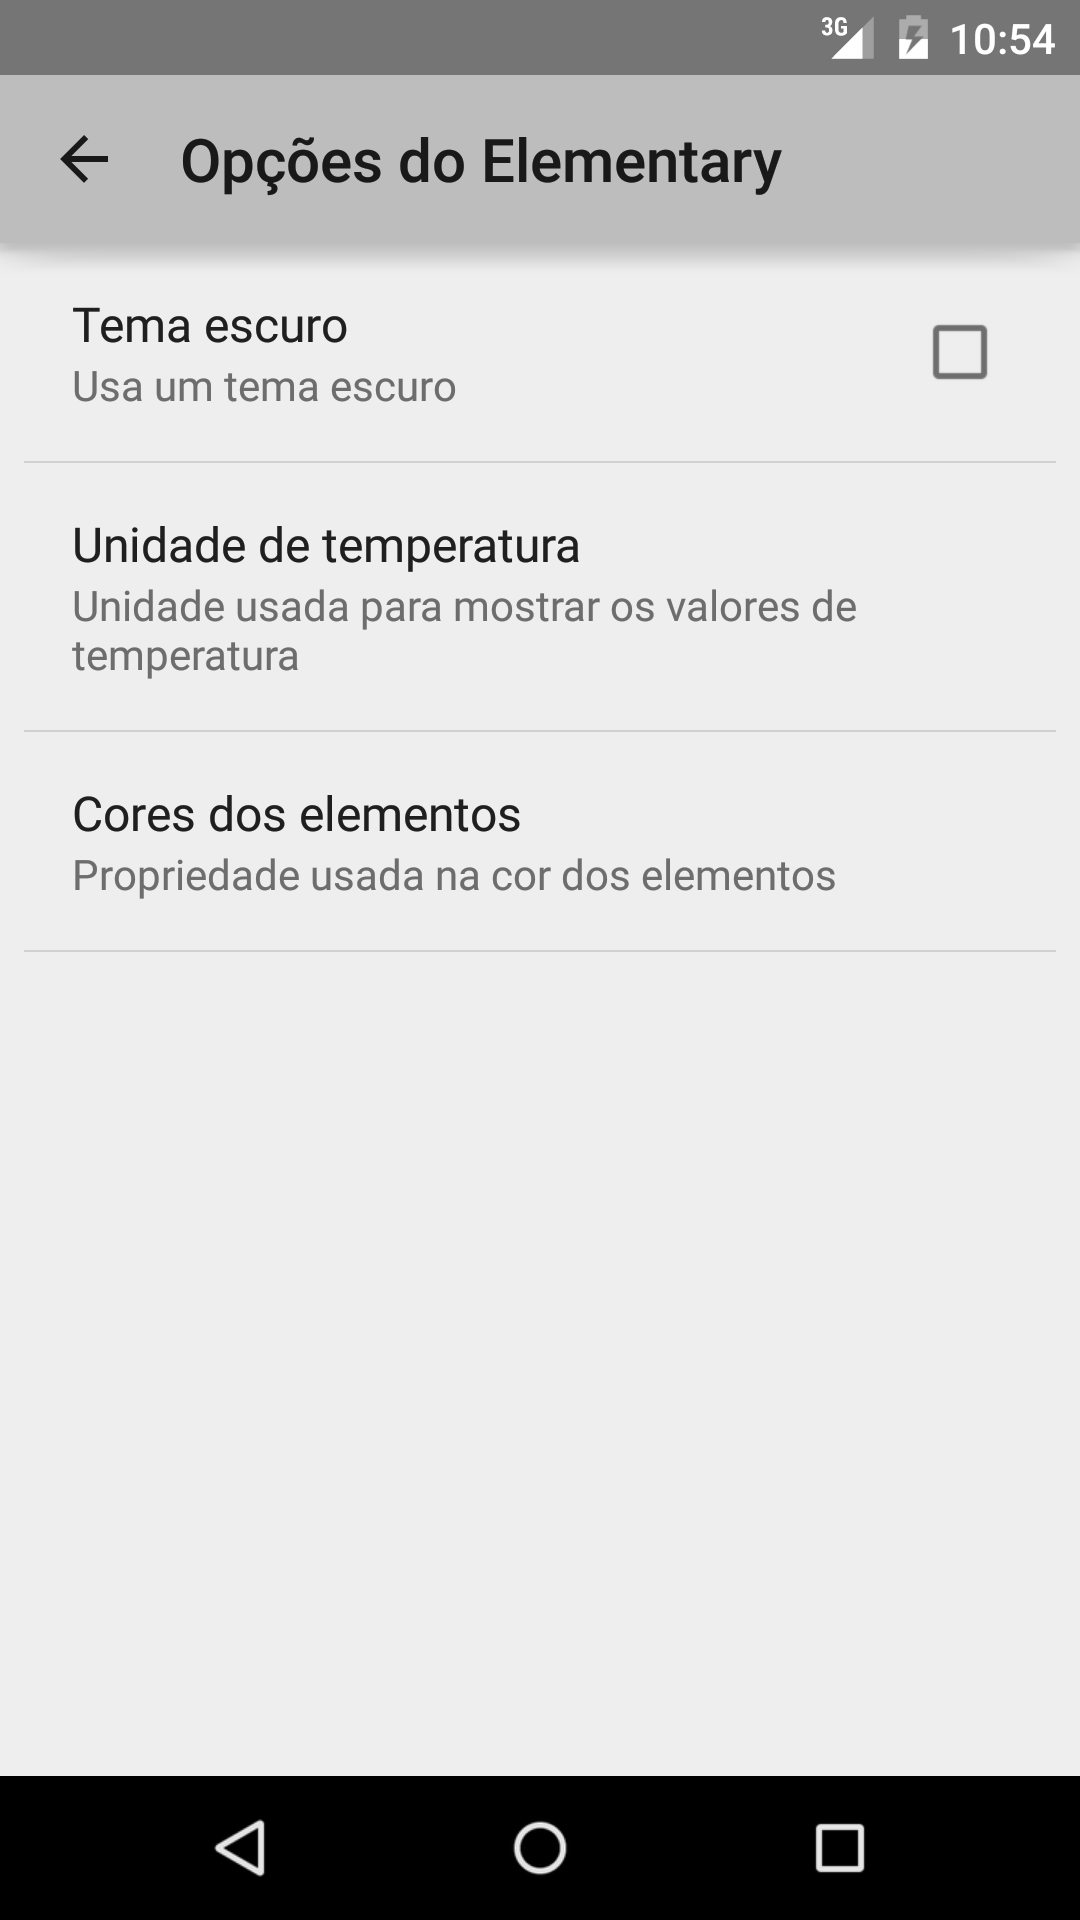 3G 10:54
Opções do Elementary
Tema escuro
Usa um tema escuro
Unidade de temperatura
Unidade usada para mostrar os valores de
temperatura
Cores dos elementos
Propriedade usada na cor dos elementos